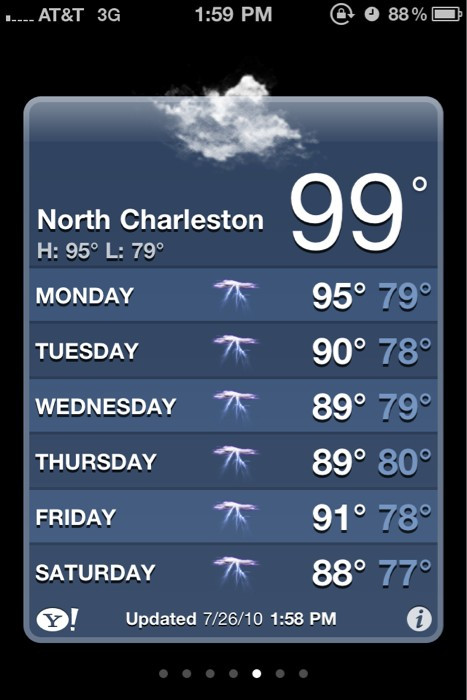 AT&T 3G 1:59 PM 88%
99°
North Charleston
H: 95° L: 79°
MONDAY 95° 79°
TUESDAY 90° 78°
WEDNESDAY 89° 79°
THURSDAY 89° 80°
FRIDAY 91° 78°
SATURDAY 88° 77°
Y! Updated 7/26/10 1:58 PM i